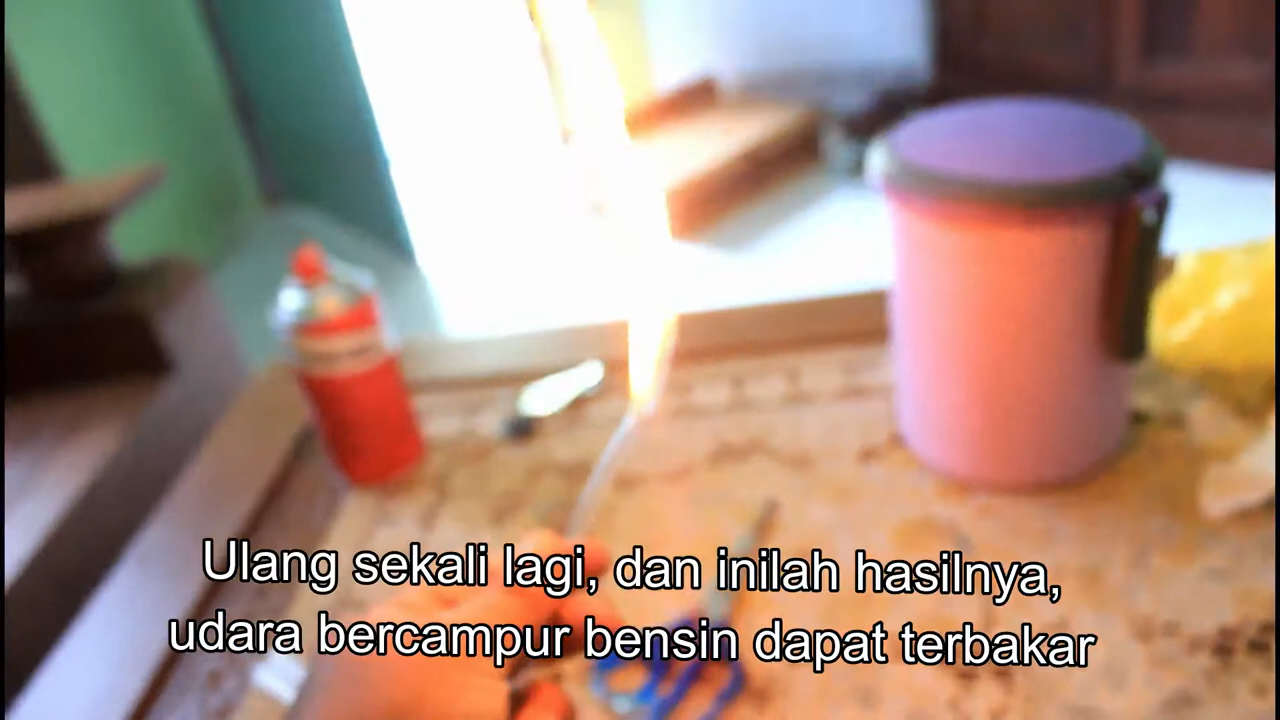 Ulang sekali lagi, dan inilah hasilnya,
udara bercampur bensin dapat terbakar